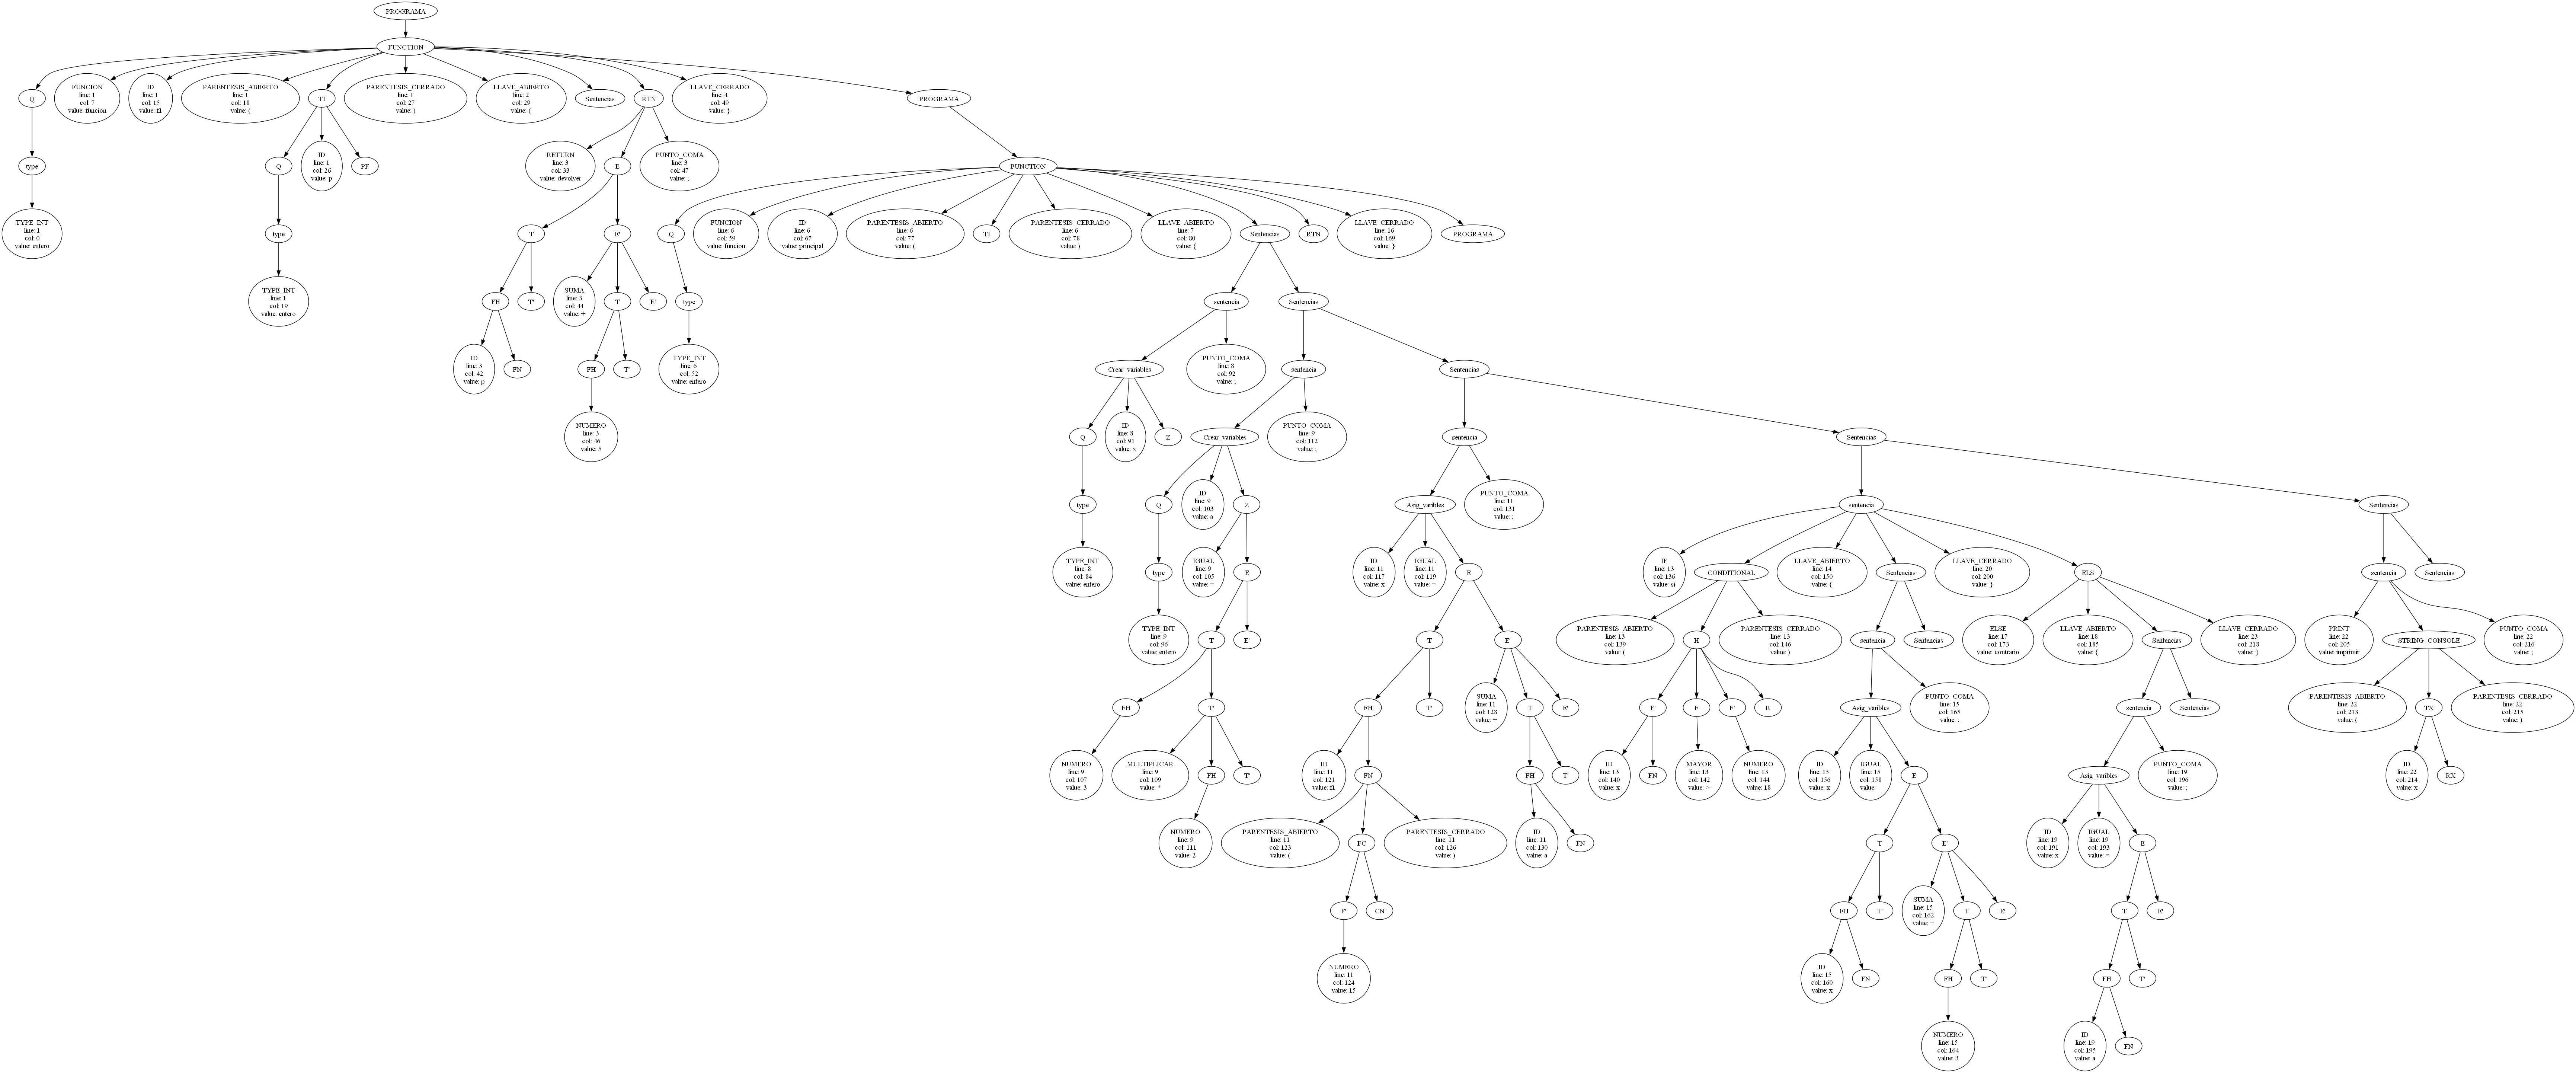 PROGRAMA
FUNCTION
Q
FUNCION
line: 1
col: 7
value: funcion
ID
line: 1
col: 15
value: f1
PARENTESIS_ABIERTO
line: 1
col: 18
value: (
TI
PARENTESIS_CERRADO
line: 1
col: 27
value: )
LLAVE_ABIERTO
line: 2
col: 29
value: {
Sentencias
RTN
LLAVE_CERRADO
line: 4
col: 49
value: }
PROGRAMA
type
Q
ID
line: 1
col: 26
value: p
PF
RETURN
line: 3
col: 33
value: devolver
E
PUNTO_COMA
line: 3
col: 47
value: ;
FUNCTION
TYPE_INT
line: 1
col: 0
value: entero
type
T
E'
Q
FUNCION
line: 6
col: 59
value: funcion
ID
line: 6
col: 67
value: principal
PARENTESIS_ABIERTO
line: 6
col: 77
value: (
TI
PARENTESIS_CERRADO
line: 6
col: 78
value: )
LLAVE_ABIERTO
line: 7
col: 80
value: {
Sentencias
RTN
LLAVE_CERRADO
line: 16
col: 169
value: }
PROGRAMA
TYPE_INT
line: 1
col: 19
value: entero
FH
T'
SUMA
line: 3
col: 44
value: +
T
E'
type
sentencia
Sentencias
ID
line: 3
col: 42
value: p
FN
FH
T'
TYPE_INT
line: 6
col: 52
value: entero
Crear_variables
PUNTO_COMA
line: 8
col: 92
value: ;
sentencia
Sentencias
NUMERO
line: 3
col: 46
value: 5
Q
ID
line: 8
col: 91
value: x
Z
Crear_variables
PUNTO_COMA
line: 9
col: 112
value: ;
sentencia
Sentencias
type
Q
ID
line: 9
col: 103
value: a
Z
Asig_varibles
PUNTO_COMA
line: 11
col: 131
value: ;
sentencia
Sentencias
TYPE_INT
line: 8
col: 84
value: entero
type
IGUAL
line: 9
col: 105
value: =
E
ID
line: 11
col: 117
value: x
IGUAL
line: 11
col: 119
value: =
E
IF
line: 13
col: 136
value: si
CONDITIONAL
LLAVE_ABIERTO
line: 14
col: 150
value: {
Sentencias
LLAVE_CERRADO
line: 20
col: 200
value: }
ELS
sentencia
Sentencias
TYPE_INT
line: 9
col: 96
value: entero
T
E'
T
E'
PARENTESIS_ABIERTO
line: 13
col: 139
value: (
H
PARENTESIS_CERRADO
line: 13
col: 146
value: )
sentencia
Sentencias
ELSE
line: 17
col: 173
value: contrario
LLAVE_ABIERTO
line: 18
col: 185
value: {
Sentencias
LLAVE_CERRADO
line: 23
col: 218
value: }
PRINT
line: 22
col: 205
value: imprimir
STRING_CONSOLE
PUNTO_COMA
line: 22
col: 216
value: ;
FH
T'
FH
T'
SUMA
line: 11
col: 128
value: +
T
E'
F'
F
F'
R
Asig_varibles
PUNTO_COMA
line: 15
col: 165
value: ;
sentencia
Sentencias
PARENTESIS_ABIERTO
line: 22
col: 213
value: (
TX
PARENTESIS_CERRADO
line: 22
col: 215
value: )
NUMERO
line: 9
col: 107
value: 3
MULTIPLICAR
line: 9
col: 109
value: *
FH
T'
ID
line: 11
col: 121
value: f1
FN
FH
T'
ID
line: 13
col: 140
value: x
FN
MAYOR
line: 13
col: 142
value: >
NUMERO
line: 13
col: 144
value: 18
ID
line: 15
col: 156
value: x
IGUAL
line: 15
col: 158
value: =
E
Asig_varibles
PUNTO_COMA
line: 19
col: 196
value: ;
ID
line: 22
col: 214
value: x
RX
NUMERO
line: 9
col: 111
value: 2
PARENTESIS_ABIERTO
line: 11
col: 123
value: (
FC
PARENTESIS_CERRADO
line: 11
col: 126
value: )
ID
line: 11
col: 130
value: a
FN
T
E'
ID
line: 19
col: 191
value: x
IGUAL
line: 19
col: 193
value: =
E
F'
CN
FH
T'
SUMA
line: 15
col: 162
value: +
T
E'
T
E'
NUMERO
line: 11
col: 124
value: 15
ID
line: 15
col: 160
value: x
FN
FH
T'
FH
T'
NUMERO
line: 15
col: 164
value: 3
ID
line: 19
col: 195
value: a
FN